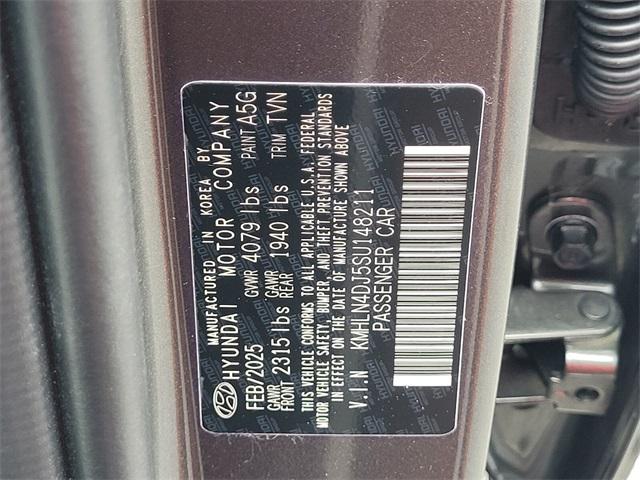 MANUFACTURED IN KOREA BY
HYUNDAI MOTOR COMPANY
FEB/2025 GVWR 4079 lbs PAINT A5G
GAWR FRONT 2315 lbs GAWR REAR 1940 lbs TRIM TVN
THIS VEHICLE CONFORMS TO ALL APPLICABLE U.S.A. FEDERAL
MOTOR VEHICLE SAFETY, BUMPER, AND THEFT PREVENTION STANDARDS
IN EFFECT ON THE DATE OF MANUFACTURE SHOWN ABOVE
V.I.N KMHLN4DJ5SU148211
PASSENGER CAR